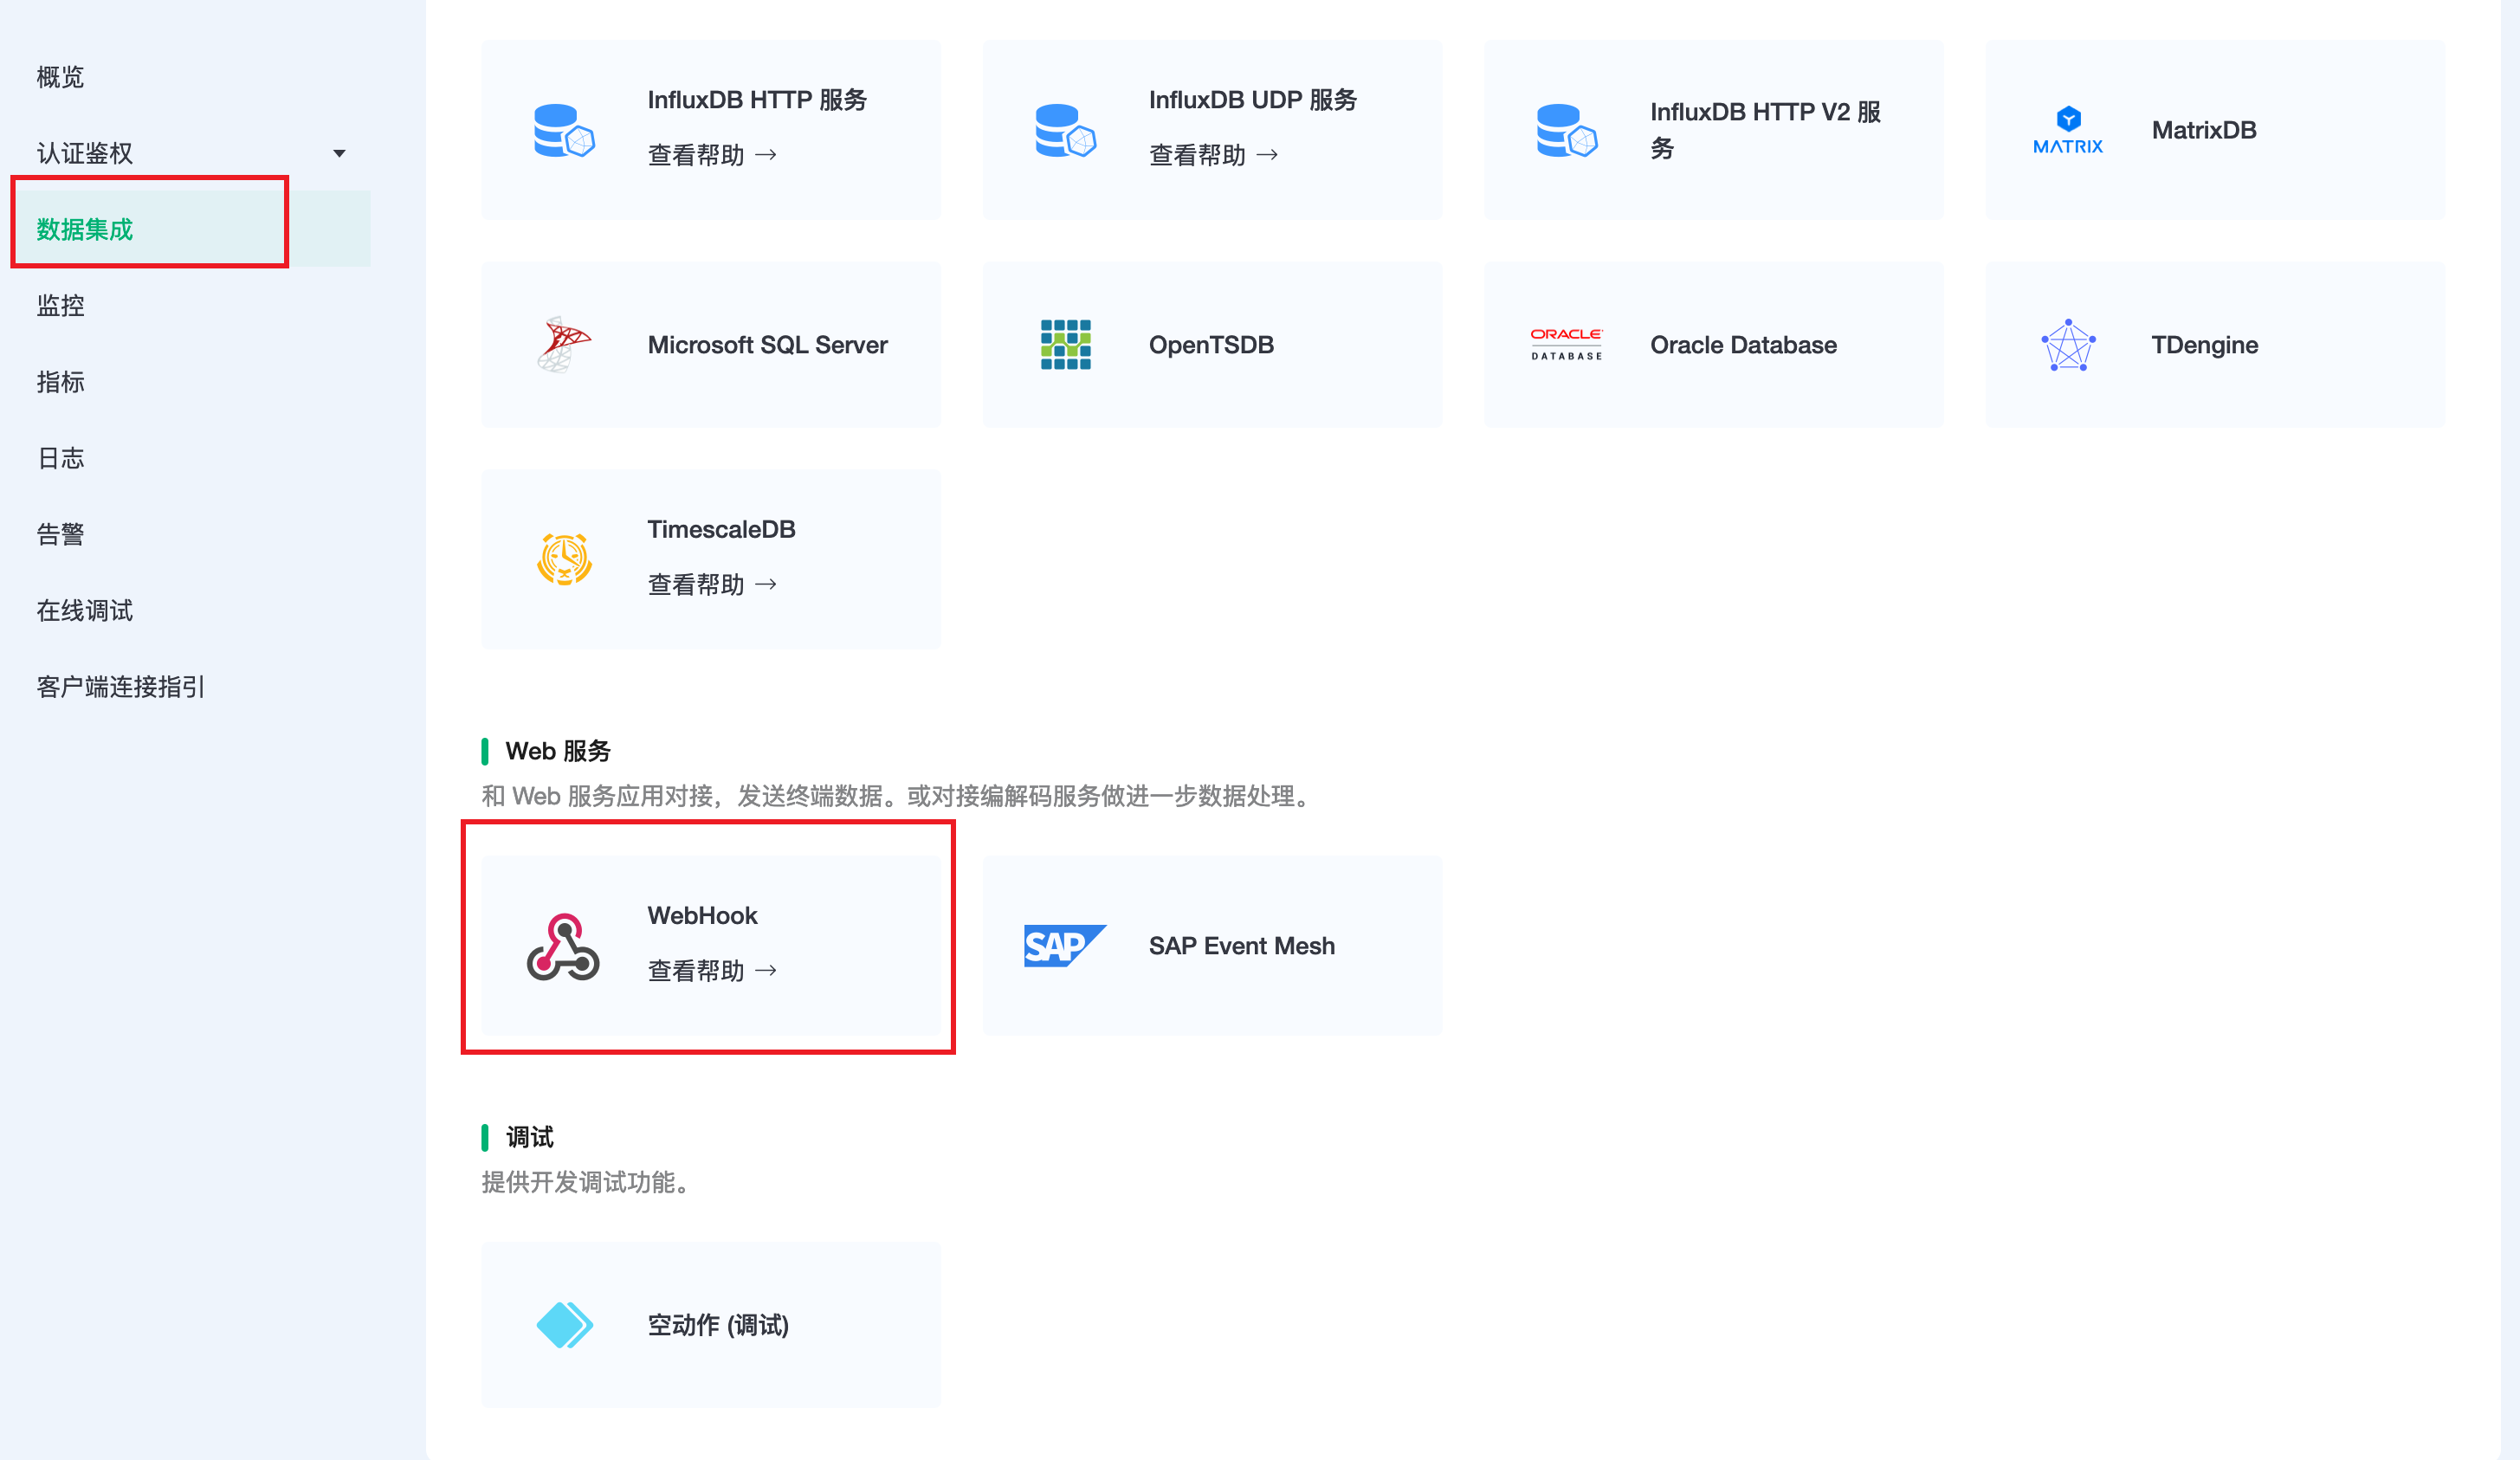 概览
认证鉴权
数据集成
监控
指标
日志
告警
在线调试
客户端连接指引
InfluxDB HTTP 服务
查看帮助 →
InfluxDB UDP 服务
查看帮助 →
InfluxDB HTTP V2 服
务
MATRIX
MatrixDB
Microsoft SQL Server
OpenTSDB
ORACLE
DATABASE
Oracle Database
TDengine
TimescaleDB
查看帮助 →
Web 服务
和 Web 服务应用对接，发送终端数据。或对接编解码服务做进一步数据处理。
WebHook
查看帮助 →
SAP
SAP Event Mesh
调试
提供开发调试功能。
空动作 (调试)